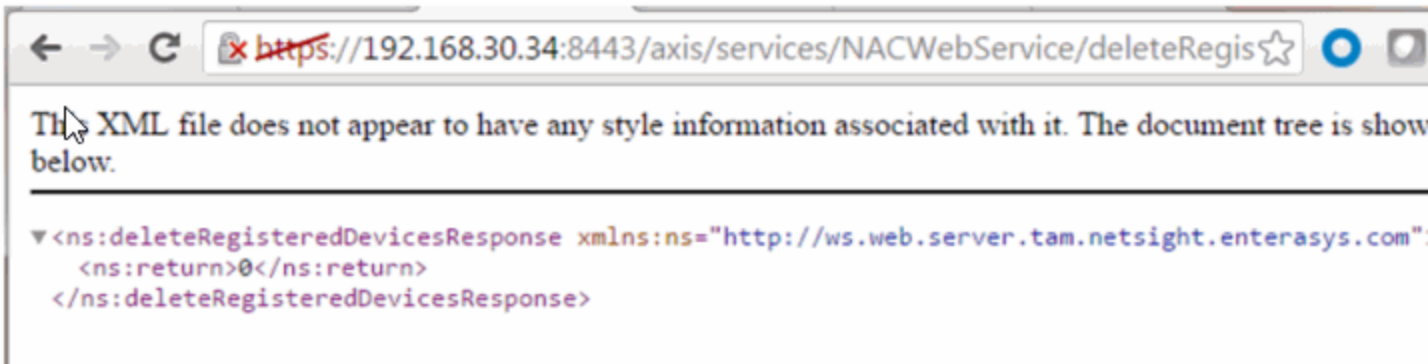 https://192.168.30.34:8443/axis/services/NACWebService/deleteRegis
This XML file does not appear to have any style information associated with it. The document tree is show
below.
▼<ns:deleteRegisteredDevicesResponse xmlns:ns="http://ws.web.server.tam.netsight.enterasys.com"
<ns:return>0</ns:return>
</ns:deleteRegisteredDevicesResponse>